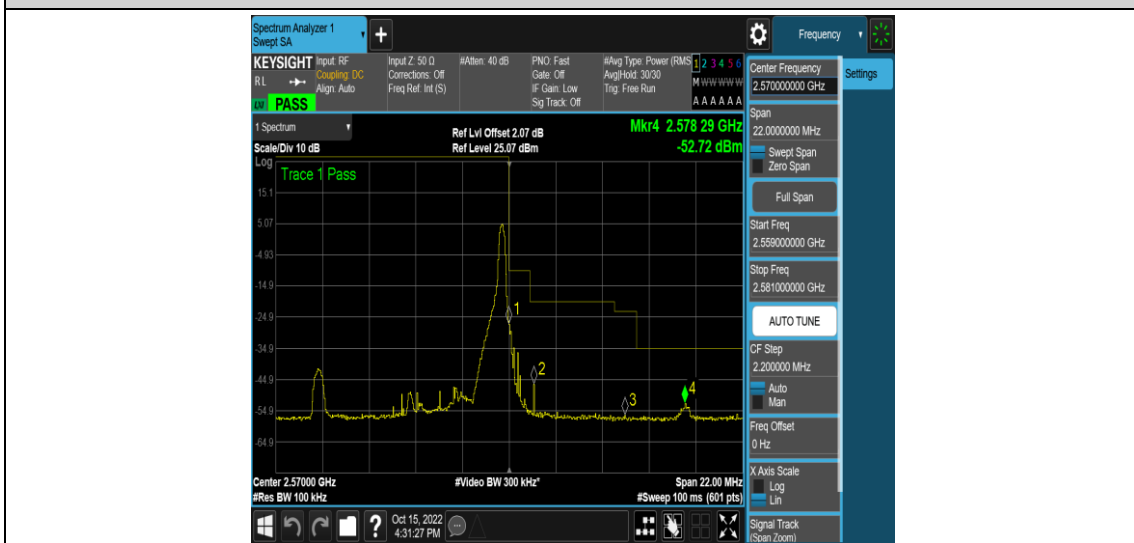 Spectrum Analyzer 1
Swept SA
Frequency
KEYSIGHT
RL
Input: RF
Coupling: DC
Align: Auto
Input Z: 50 Ω
Corrections: Off
Freq Ref: Int (S)
#Atten: 40 dB
PNO: Fast
Gate: Off
IF Gain: Low
Sig Track: Off
#Avg Type: Power (RMS
Avg|Hold: 30/30
Trig: Free Run
1 2 3 4 5 6
M W W W W W
A A A A A A
PASS
1 Spectrum
Scale/Div 10 dB
Ref Lvl Offset 2.07 dB
Ref Level 25.07 dBm
Mkr4 2.578 29 GHz
-52.72 dBm
Log
Trace 1 Pass
15.1
5.07
-4.93
-14.9
-24.9
-34.9
-44.9
-54.9
-64.9
1
2
3
4
Center 2.57000 GHz
#Res BW 100 kHz
#Video BW 300 kHz*
Span 22.00 MHz
#Sweep 100 ms (601 pts)
Oct 15, 2022
4:31:27 PM
?
Center Frequency
2.570000000 GHz
Settings
Span
22.0000000 MHz
Swept Span
Zero Span
Full Span
Start Freq
2.559000000 GHz
Stop Freq
2.581000000 GHz
AUTO TUNE
CF Step
2.200000 MHz
Auto
Man
Freq Offset
0 Hz
X Axis Scale
Log
Lin
Signal Track
(Span Zoom)